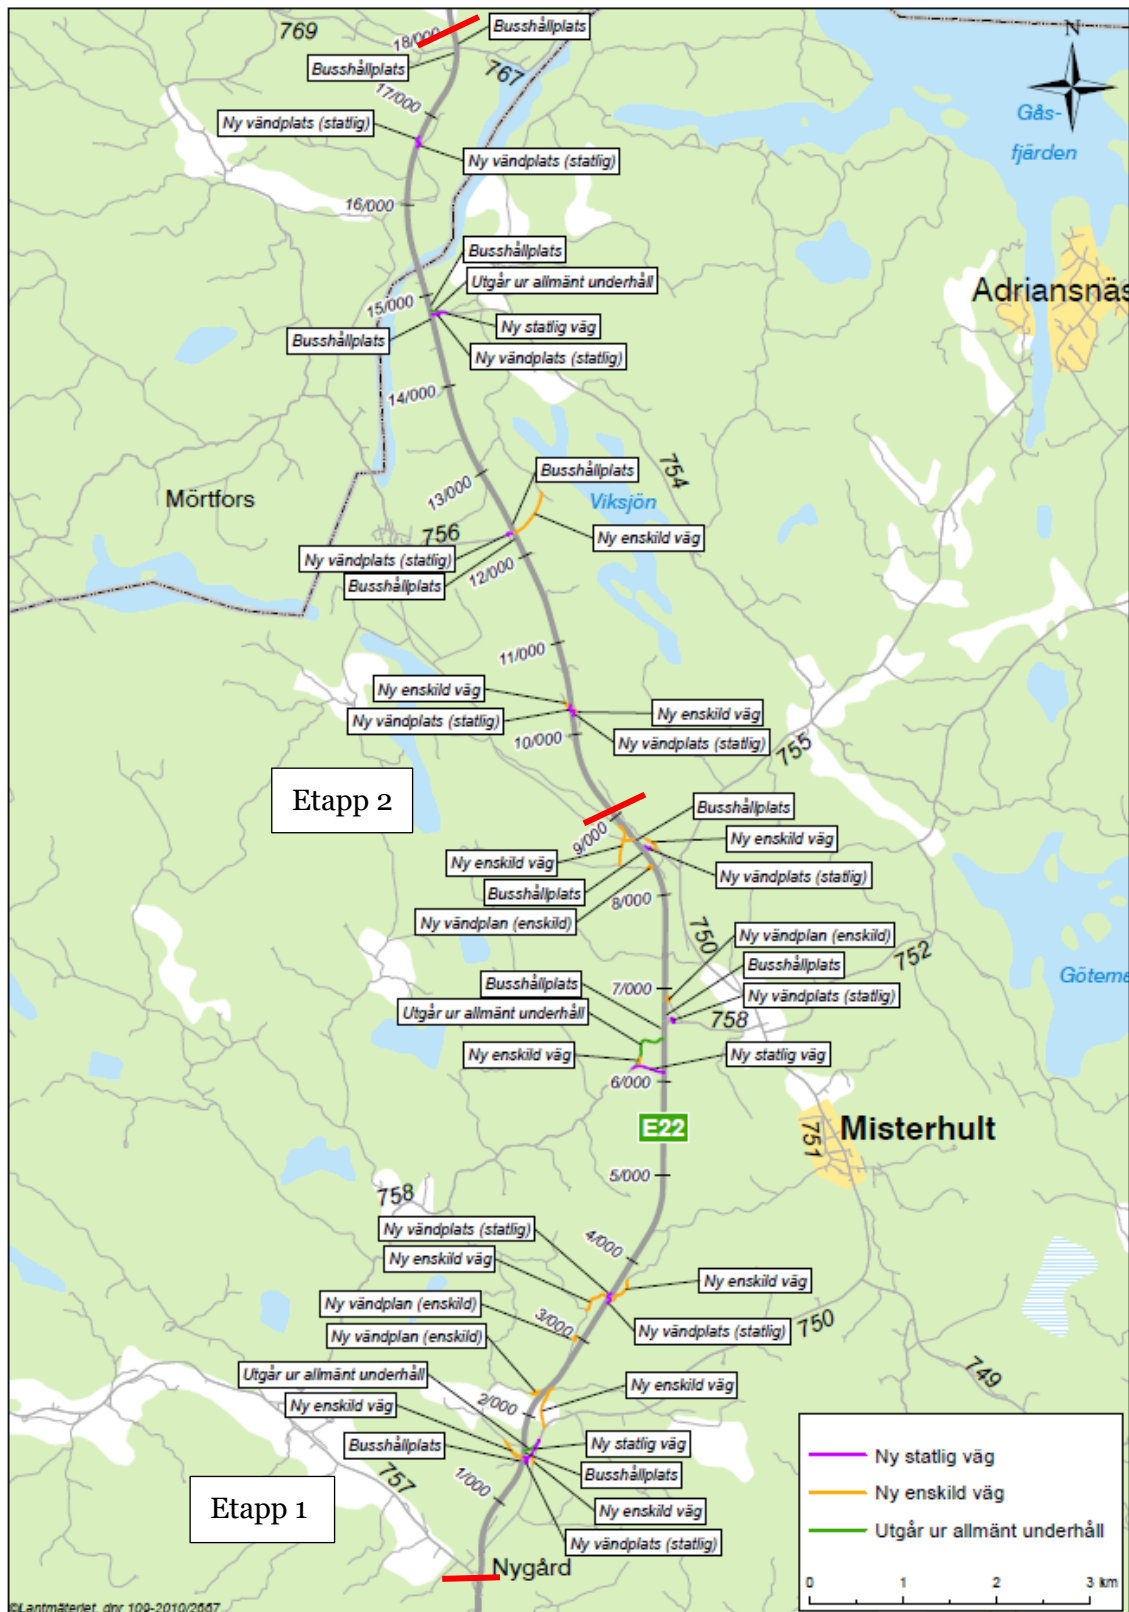 769
18/000
Busshållplats
N
Busshållplats
767
17/000
Gås-
fjärden
Ny vändplats (statlig)
Ny vändplats (statlig)
16/000
Busshållplats
Utgår ur allmänt underhåll
15/000
Adriansnäs
Ny statlig väg
Busshållplats
Ny vändplats (statlig)
14/000
754
Busshållplats
13/000
Mörtfors
Viksjön
756
Ny enskild väg
Ny vändplats (statlig)
12/000
Busshållplats
11/000
Ny enskild väg
Ny vändplats (statlig)
Ny enskild väg
10/000
Ny vändplats (statlig)
755
Etapp 2
Busshållplats
9/000
Ny enskild väg
Ny enskild väg
Ny vändplats (statlig)
Busshållplats
8/000
Ny vändplan (enskild)
750
Ny vändplan (enskild)
752
Busshållplats
Götema
Busshållplats
7/000
Ny vändplats (statlig)
Utgår ur allmänt underhåll
758
Ny enskild väg
Ny statlig väg
6/000
E22
751
Misterhult
5/000
758
Ny vändplats (statlig)
4/000
Ny enskild väg
Ny enskild väg
Ny vändplan (enskild)
3/000
Ny vändplats (statlig)
750
Ny vändplan (enskild)
749
Utgår ur allmänt underhåll
Ny enskild väg
Ny enskild väg
2/000
Busshållplats
Ny statlig väg
Ny statlig väg
Busshållplats
757
1/000
Ny enskild väg
Ny enskild väg
Etapp 1
Utgår ur allmänt underhåll
Ny vändplats (statlig)
Nygård
0
1
2
3 km
©Lantmäteriet, dnr 109-2010/2667